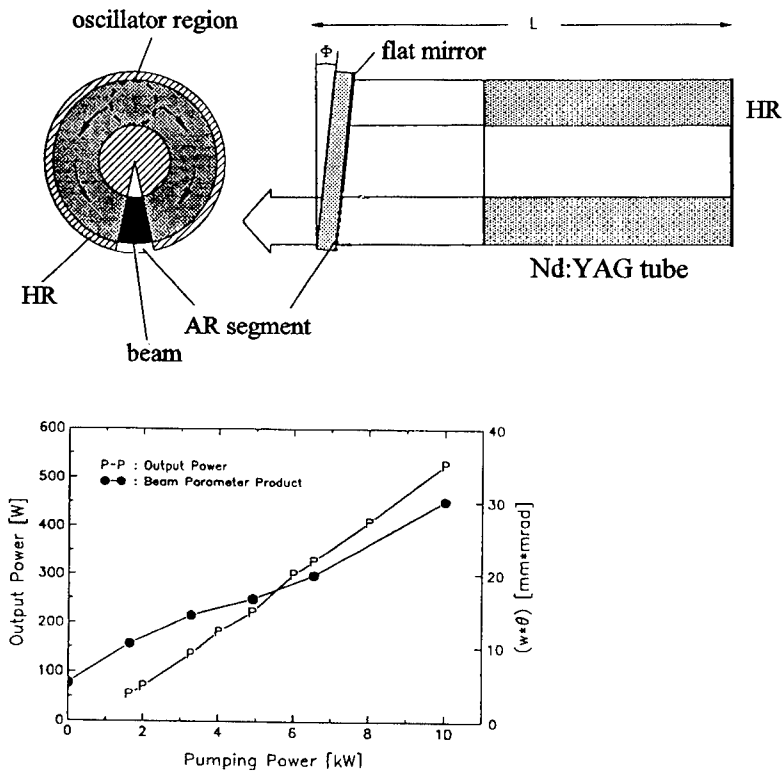 oscillator region
L
Φ
flat mirror
HR
Nd:YAG tube
HR
AR segment
beam
600
500
400
300
200
100
0
Output Power [W]
P-P : Output Power
●-● : Beam Parameter Product
P P P P P P P P P
40
30
20
10
0
(w*θ) [mm*mrad]
0 2 4 6 8 10
Pumping Power [kW]